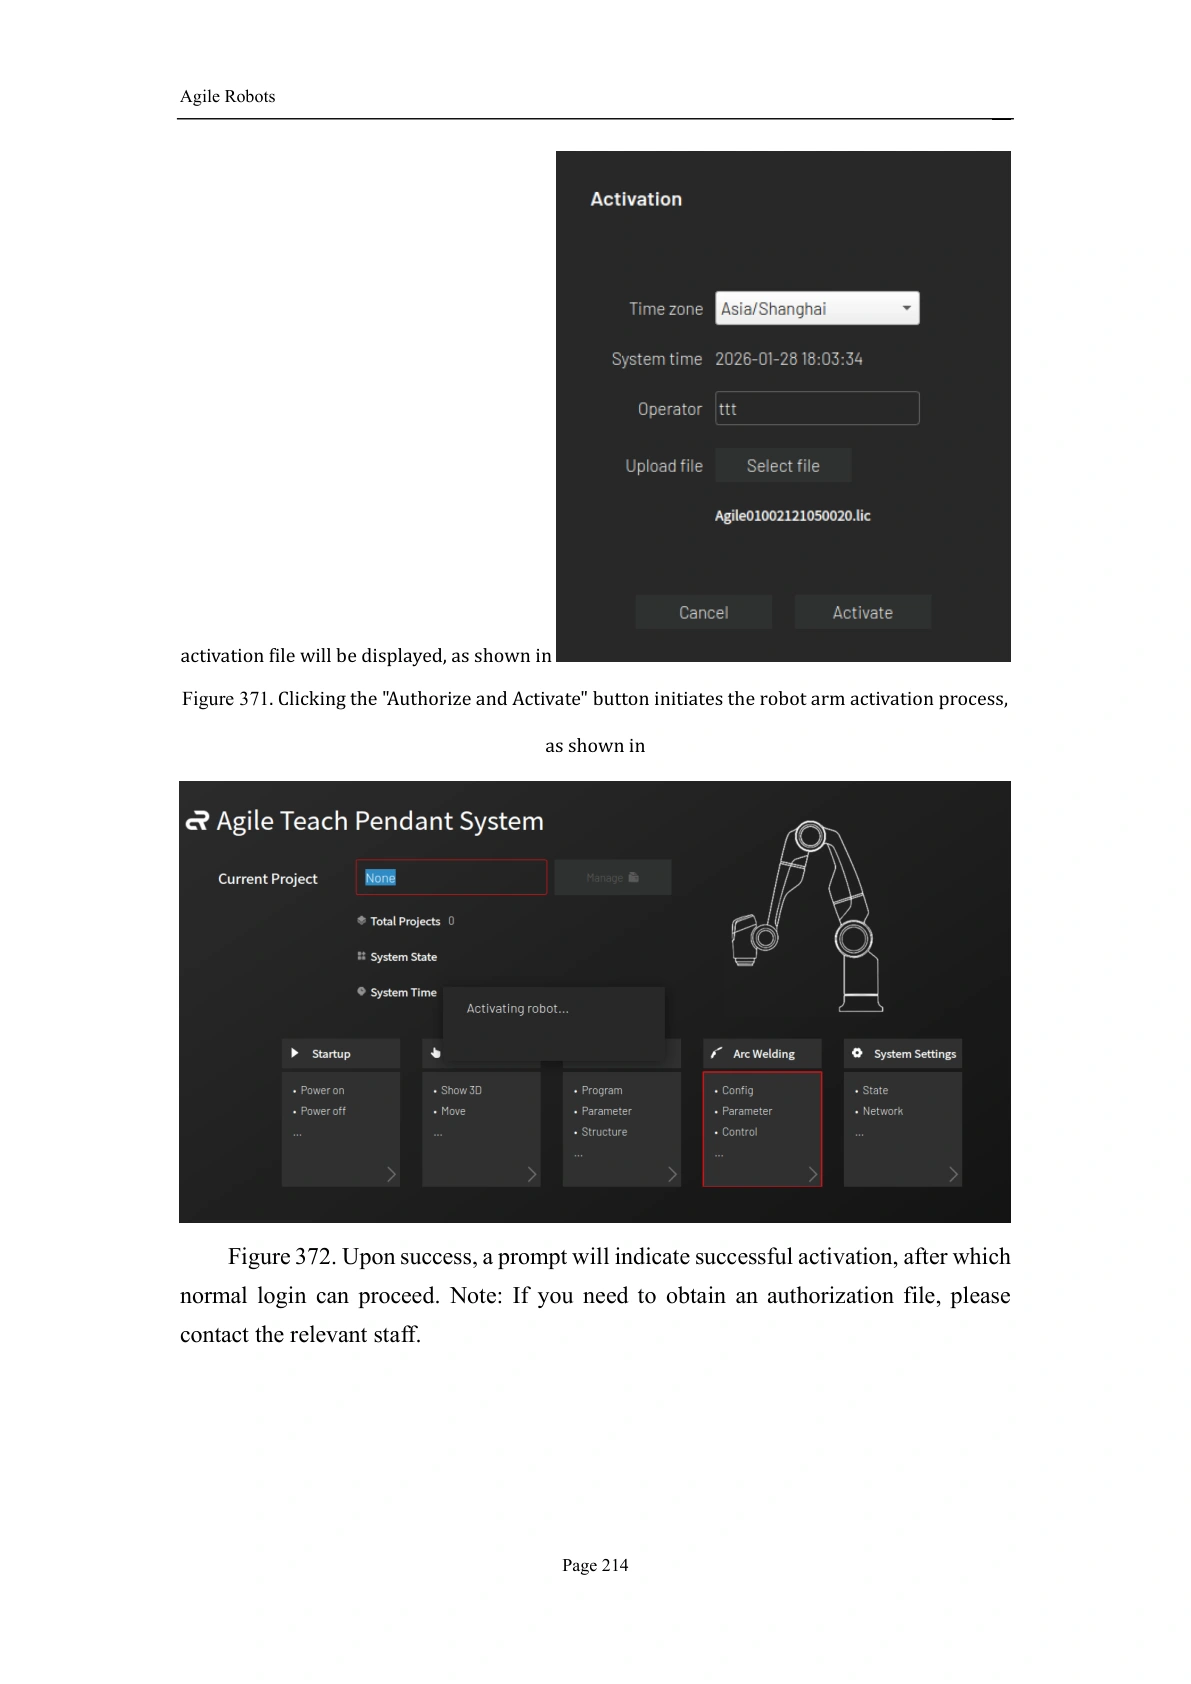 Agile Robots
Activation
Time zone Asia/Shanghai
System time 2026-01-28 18:03:34
Operator ttt
Upload file Select file
Agile01002121050020.lic
Cancel Activate
activation file will be displayed, as shown in
Figure 371. Clicking the "Authorize and Activate" button initiates the robot arm activation process,
as shown in
Agile Teach Pendant System
Current Project None Manage
Total Projects 0
System State
System Time
Activating robot...
Startup
• Power on
• Power off
...
• Show 3D
• Move
...
• Program
• Parameter
• Structure
...
Arc Welding
• Config
• Parameter
• Control
...
System Settings
• State
• Network
...
Figure 372. Upon success, a prompt will indicate successful activation, after which
normal login can proceed. Note: If you need to obtain an authorization file, please
contact the relevant staff.
Page 214